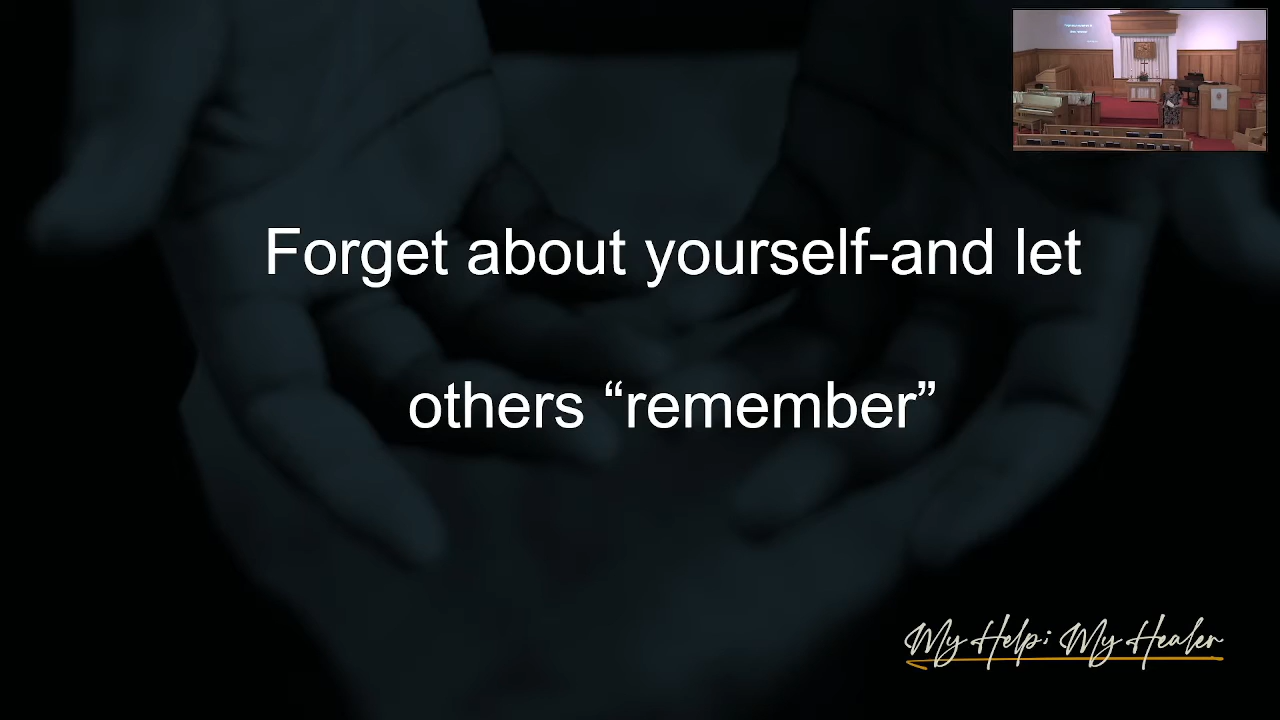 Forget about yourself-and let
others “remember”
My Help; My Healer